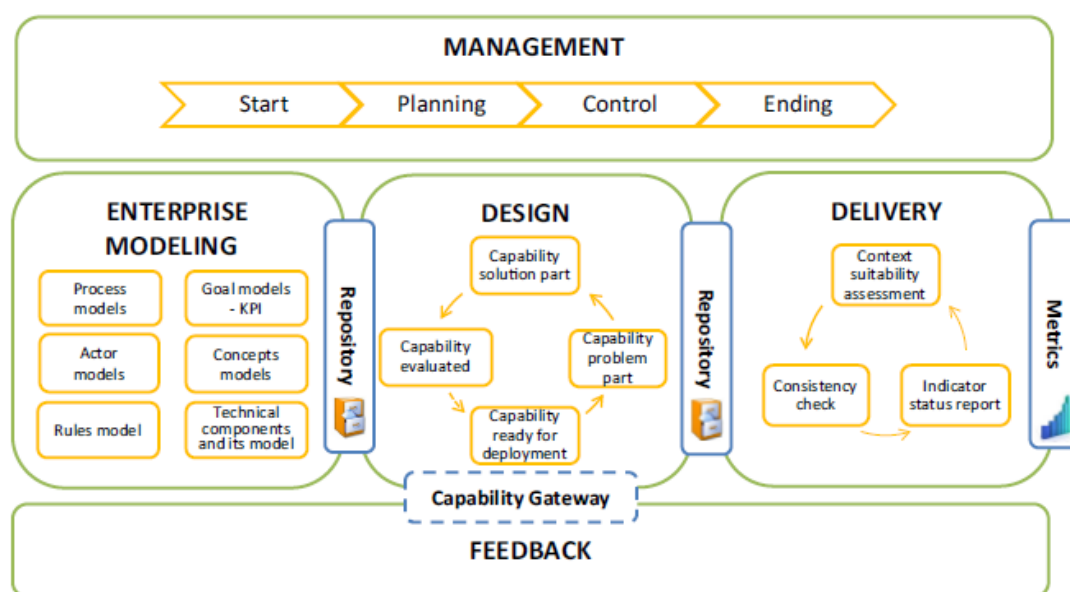 MANAGEMENT
Start
Planning
Control
Ending
ENTERPRISE
MODELING
Process
models
Goal models
- KPI
Actor
models
Concepts
models
Rules model
Technical
components
and its model
Repository
DESIGN
Capability
solution part
Capability
evaluated
Capability
problem
part
Capability
ready for
deployment
Capability Gateway
Repository
DELIVERY
Context
suitability
assessment
Consistency
check
Indicator
status report
Metrics
FEEDBACK